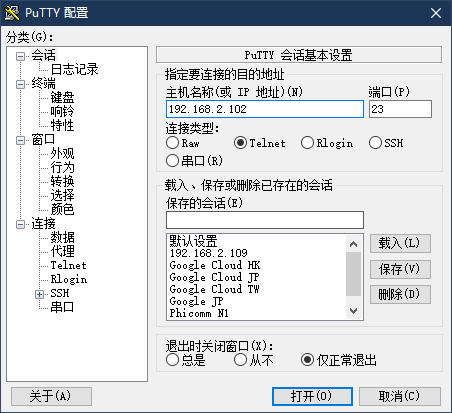 PuTTY 配置
分类(G):
会话
日志记录
终端
键盘
响铃
特性
窗口
外观
行为
转换
选择
颜色
连接
数据
代理
Telnet
Rlogin
SSH
串口
PuTTY 会话基本设置
指定要连接的目的地址
主机名称(或 IP 地址)(N) 端口(P)
192.168.2.102 23
连接类型:
Raw Telnet Rlogin SSH
串口(R)
载入、保存或删除已存在的会话
保存的会话(E)
默认设置
192.168.2.109
Google Cloud HK
Google Cloud JP
Google Cloud TW
Google JP
Phicomm N1
载入(L)
保存(V)
删除(D)
退出时关闭窗口(X):
总是 从不 仅正常退出
关于(A) 打开(O) 取消(C)